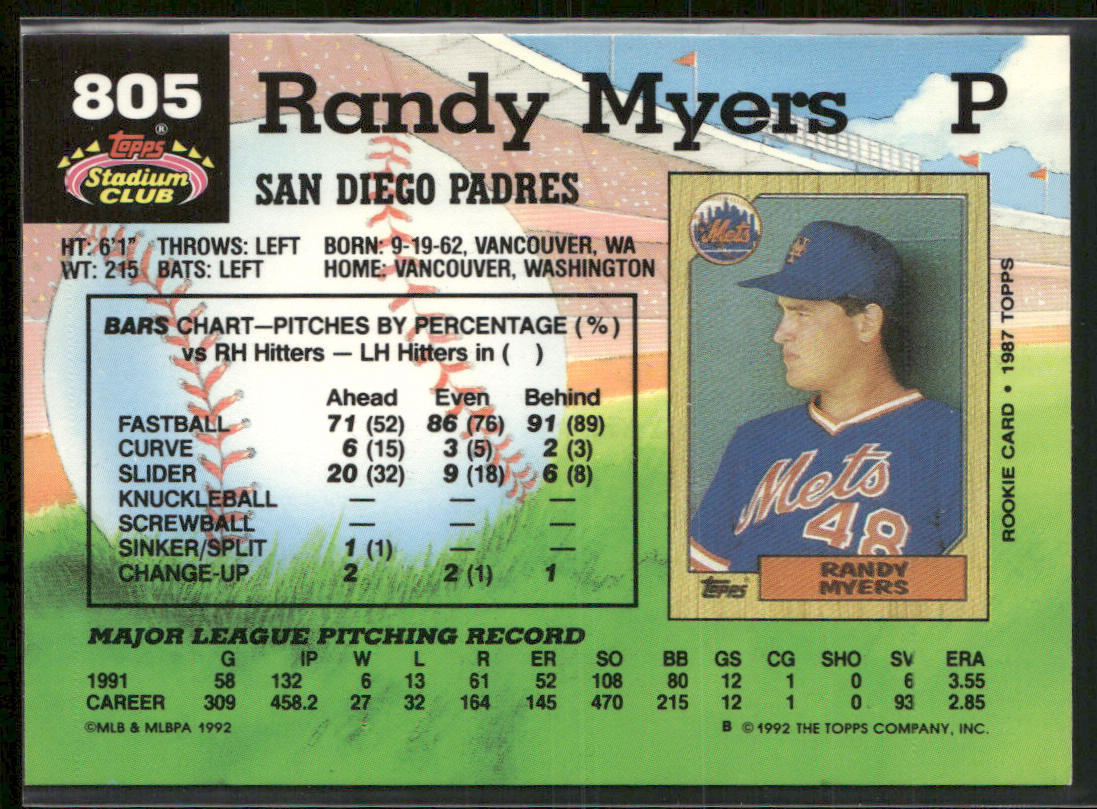 805
Randy Myers P
Topps ®
Stadium
CLUB
SAN DIEGO PADRES
HT: 6'1" THROWS: LEFT BORN: 9-19-62, VANCOUVER, WA
WT: 215 BATS: LEFT HOME: VANCOUVER, WASHINGTON
BARS CHART—PITCHES BY PERCENTAGE (%)
vs RH Hitters — LH Hitters in ( )
Ahead Even Behind
FASTBALL 71 (52) 86 (76) 91 (89)
CURVE 6 (15) 3 (5) 2 (3)
SLIDER 20 (32) 9 (18) 6 (8)
KNUCKLEBALL — — —
SCREWBALL — — —
SINKER/SPLIT 1 (1) — —
CHANGE-UP 2 2 (1) 1
Mets
NY
Mets
48
Topps
RANDY
MYERS
ROOKIE CARD • 1987 TOPPS
MAJOR LEAGUE PITCHING RECORD
G IP W L R ER SO BB GS CG SHO SV ERA
1991 58 132 6 13 61 52 108 80 12 1 0 6 3.55
CAREER 309 458.2 27 32 164 145 470 215 12 1 0 93 2.85
©MLB & MLBPA 1992
B ©1992 THE TOPPS COMPANY, INC.